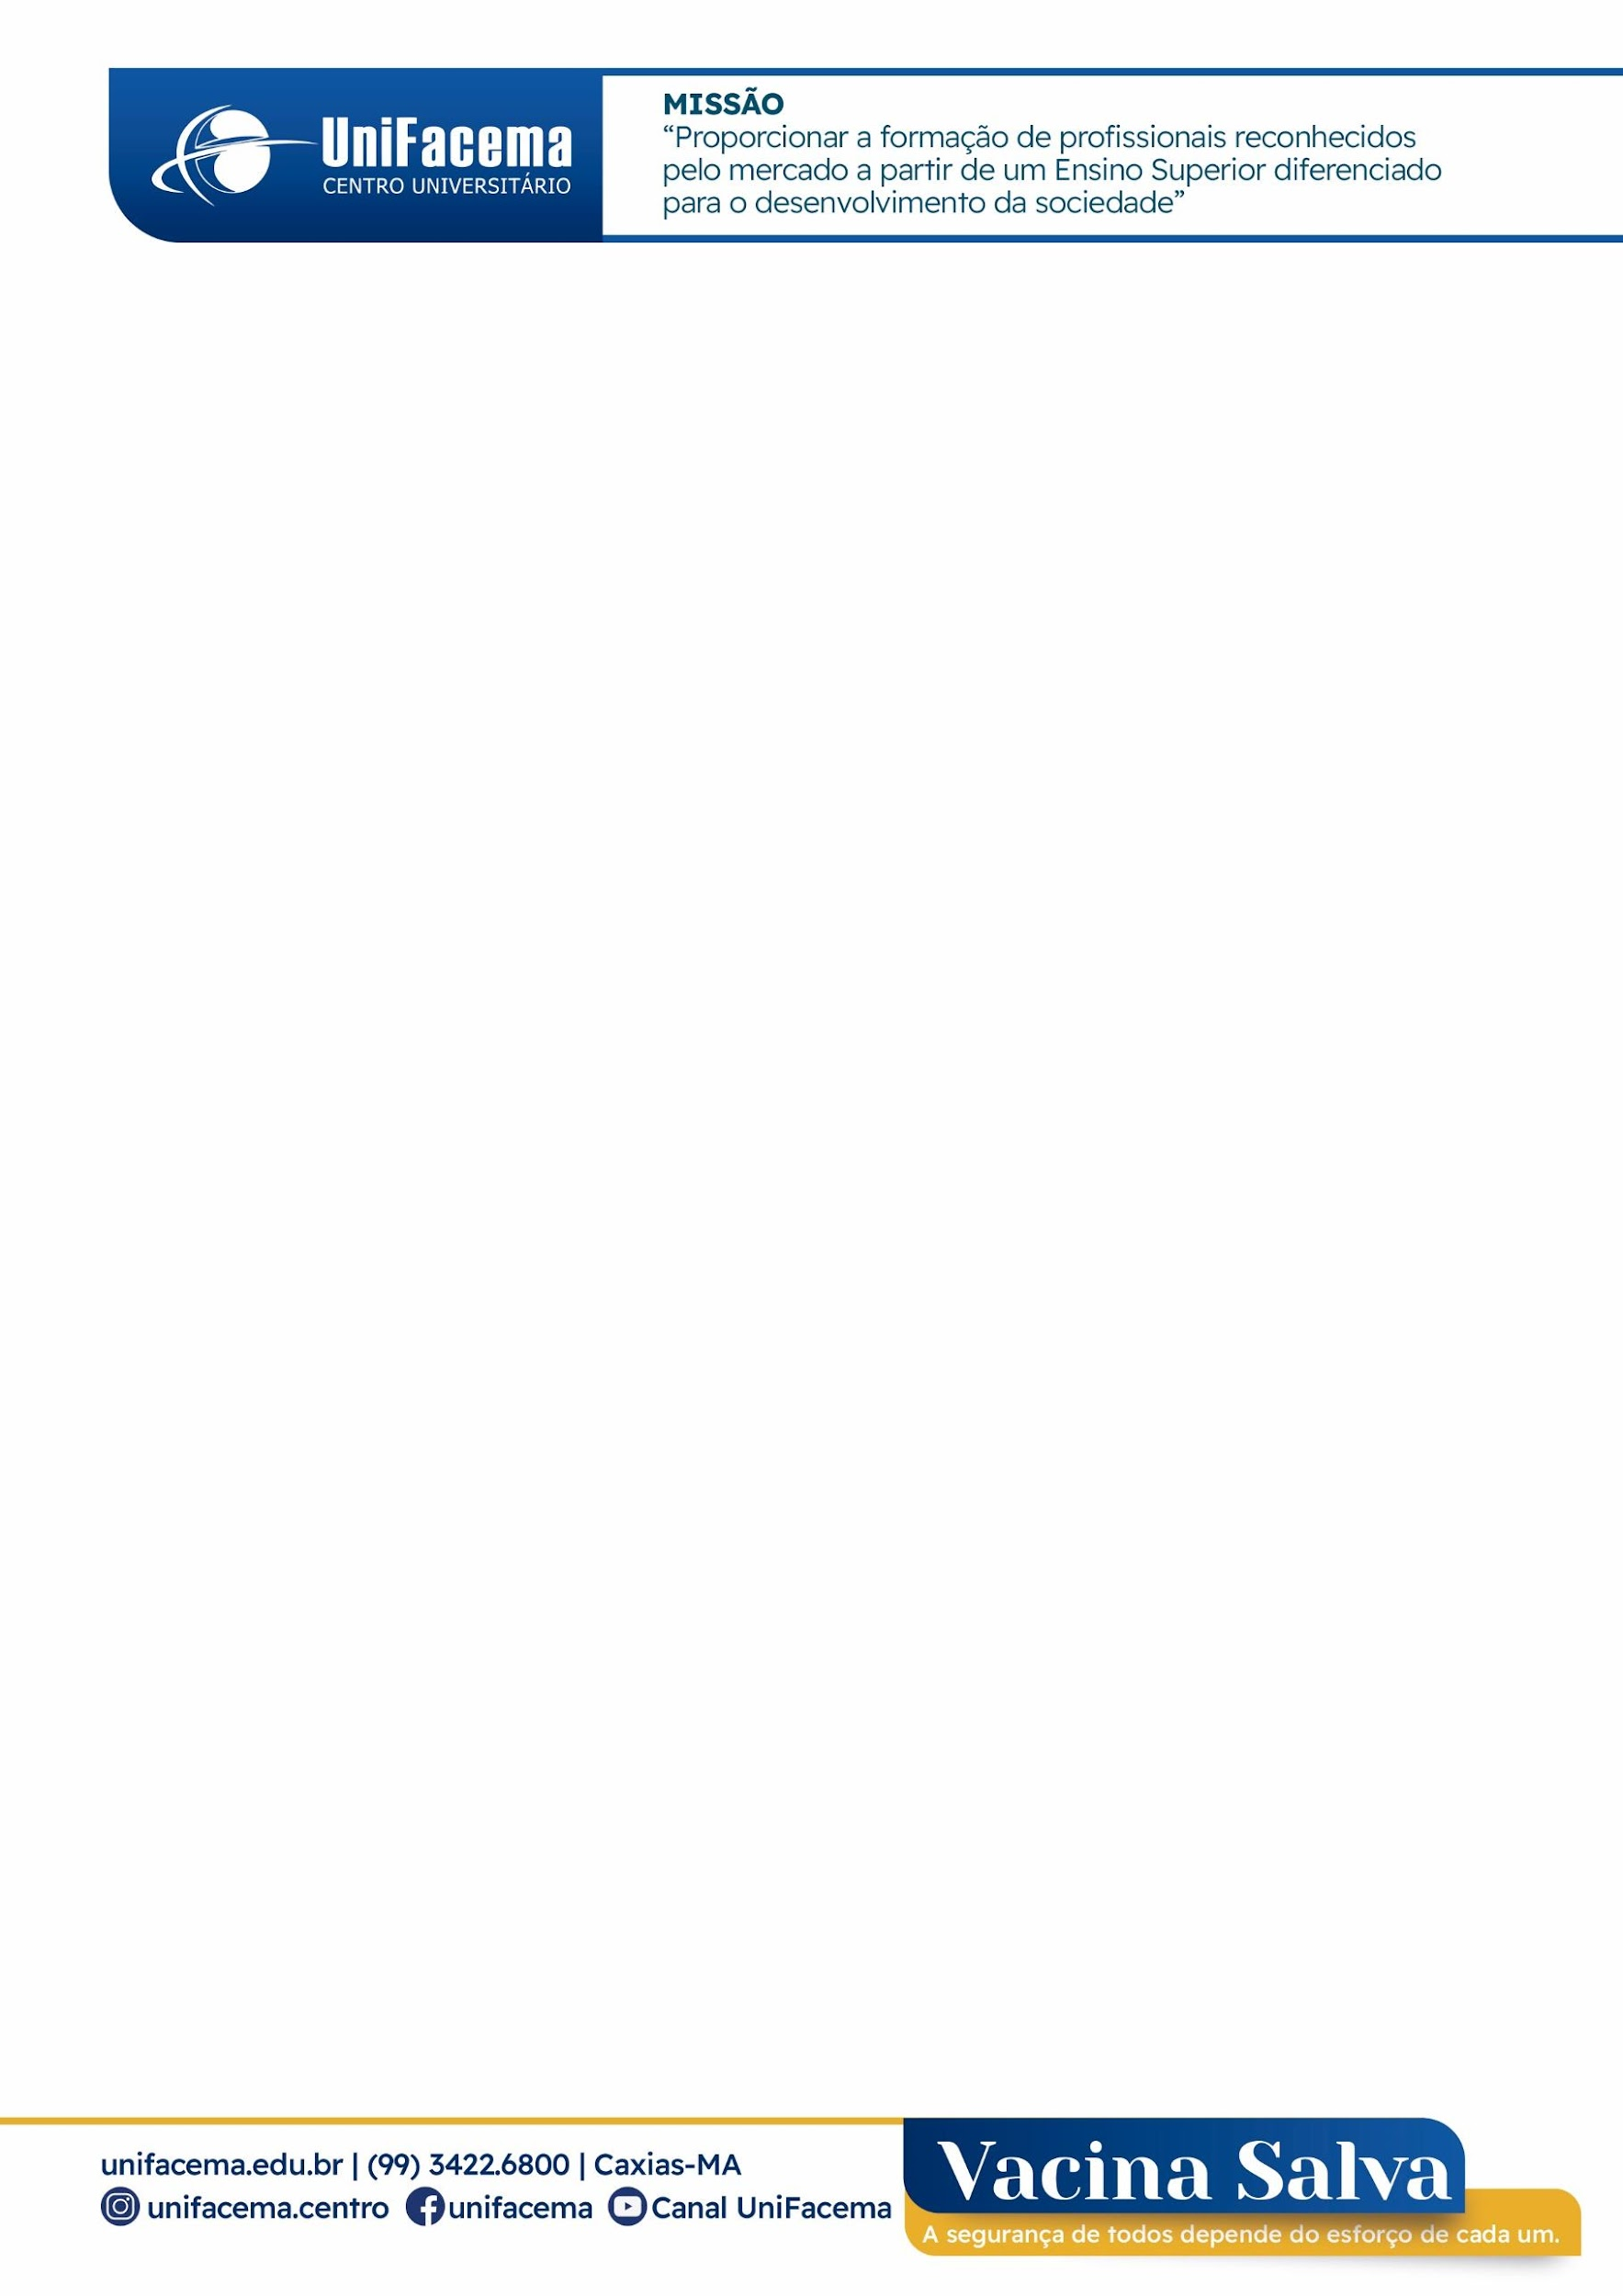 UniFacema
CENTRO UNIVERSITÁRIO
MISSÃO
“Proporcionar a formação de profissionais reconhecidos
pelo mercado a partir de um Ensino Superior diferenciado
para o desenvolvimento da sociedade”
unifacema.edu.br | (99) 3422.6800 | Caxias-MA
unifacema.centro unifacema Canal UniFacema
Vacina Salva
A segurança de todos depende do esforço de cada um.